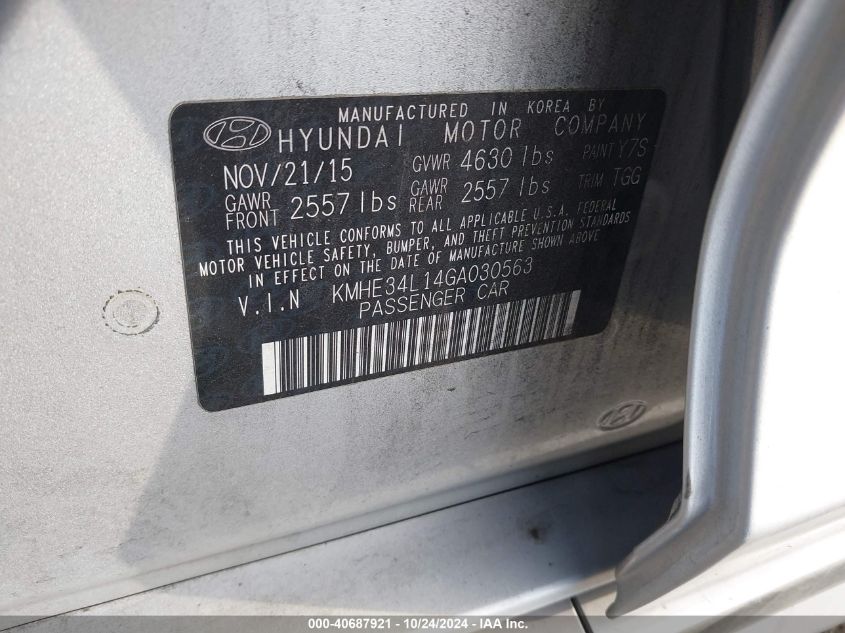 MANUFACTURED IN KOREA BY
HYUNDAI MOTOR COMPANY
NOV/21/15 GVWR 4630 lbs PAINT Y7S
GAWR FRONT 2557 lbs GAWR REAR 2557 lbs TRIM TGG
THIS VEHICLE CONFORMS TO ALL APPLICABLE U.S.A. FEDERAL
MOTOR VEHICLE SAFETY, BUMPER, AND THEFT PREVENTION STANDARDS
IN EFFECT ON THE DATE OF MANUFACTURE SHOWN ABOVE
V.I.N KMHE34L14GA030563
PASSENGER CAR
000-40687921 - 10/24/2024 - IAA Inc.